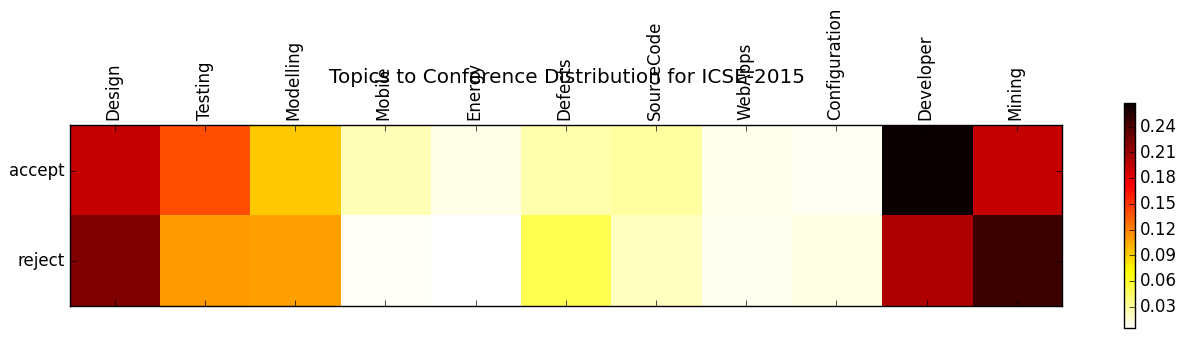 Topics to Conference Distribution for ICSE 2015
Design
Testing
Modelling
Mobile
Energy
Defects
SourceCode
WebApps
Configuration
Developer
Mining
accept
reject
0.24
0.21
0.18
0.15
0.12
0.09
0.06
0.03